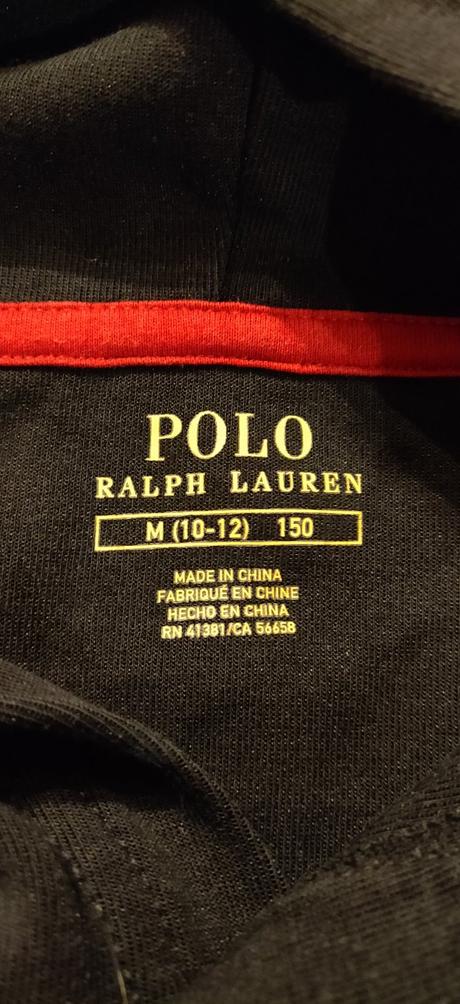 POLO
RALPH LAUREN
M (10-12) 150
MADE IN CHINA
FABRIQUÉ EN CHINE
HECHO EN CHINA
RN 41381/CA 56658